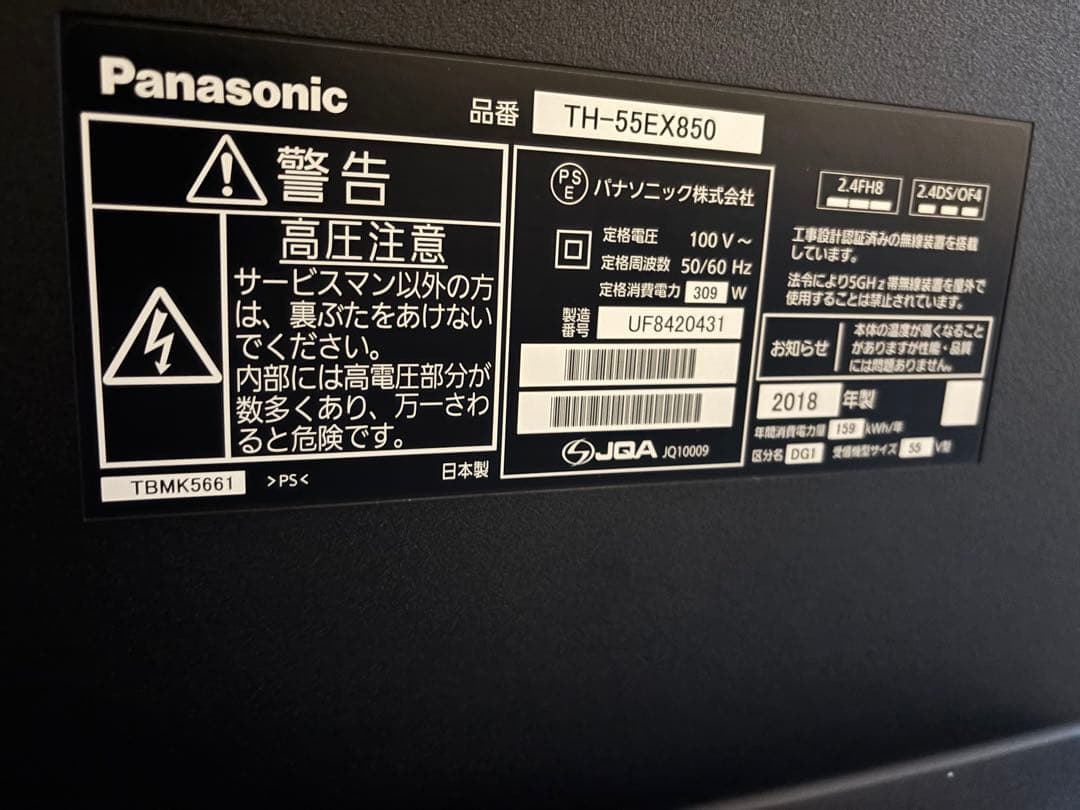 Panasonic
品番 TH-55EX850
警告
高圧注意
サービスマン以外の方
は、裏ぶたをあけない
でください。
内部には高電圧部分が
数多くあり、万一さわ
ると危険です。
TBMK5661 >PS<
日本製
PSE パナソニック株式会社
定格電圧 100 V～
定格周波数 50/60 Hz
定格消費電力 309 W
製造番号 UF8420431
JQA JQ10009
2.4FH8 2.4DS/OF4
工事設計認証済みの無線装置を搭載
しています。
法令により5GHz帯無線装置を屋外で
使用することは禁止されています。
お知らせ
本体の温度が高くなること
がありますが性能・品質
には問題ありません。
2018 年製
年間消費電力量 159 kWh/年
区分名 DG1 受信機型サイズ 55 V型